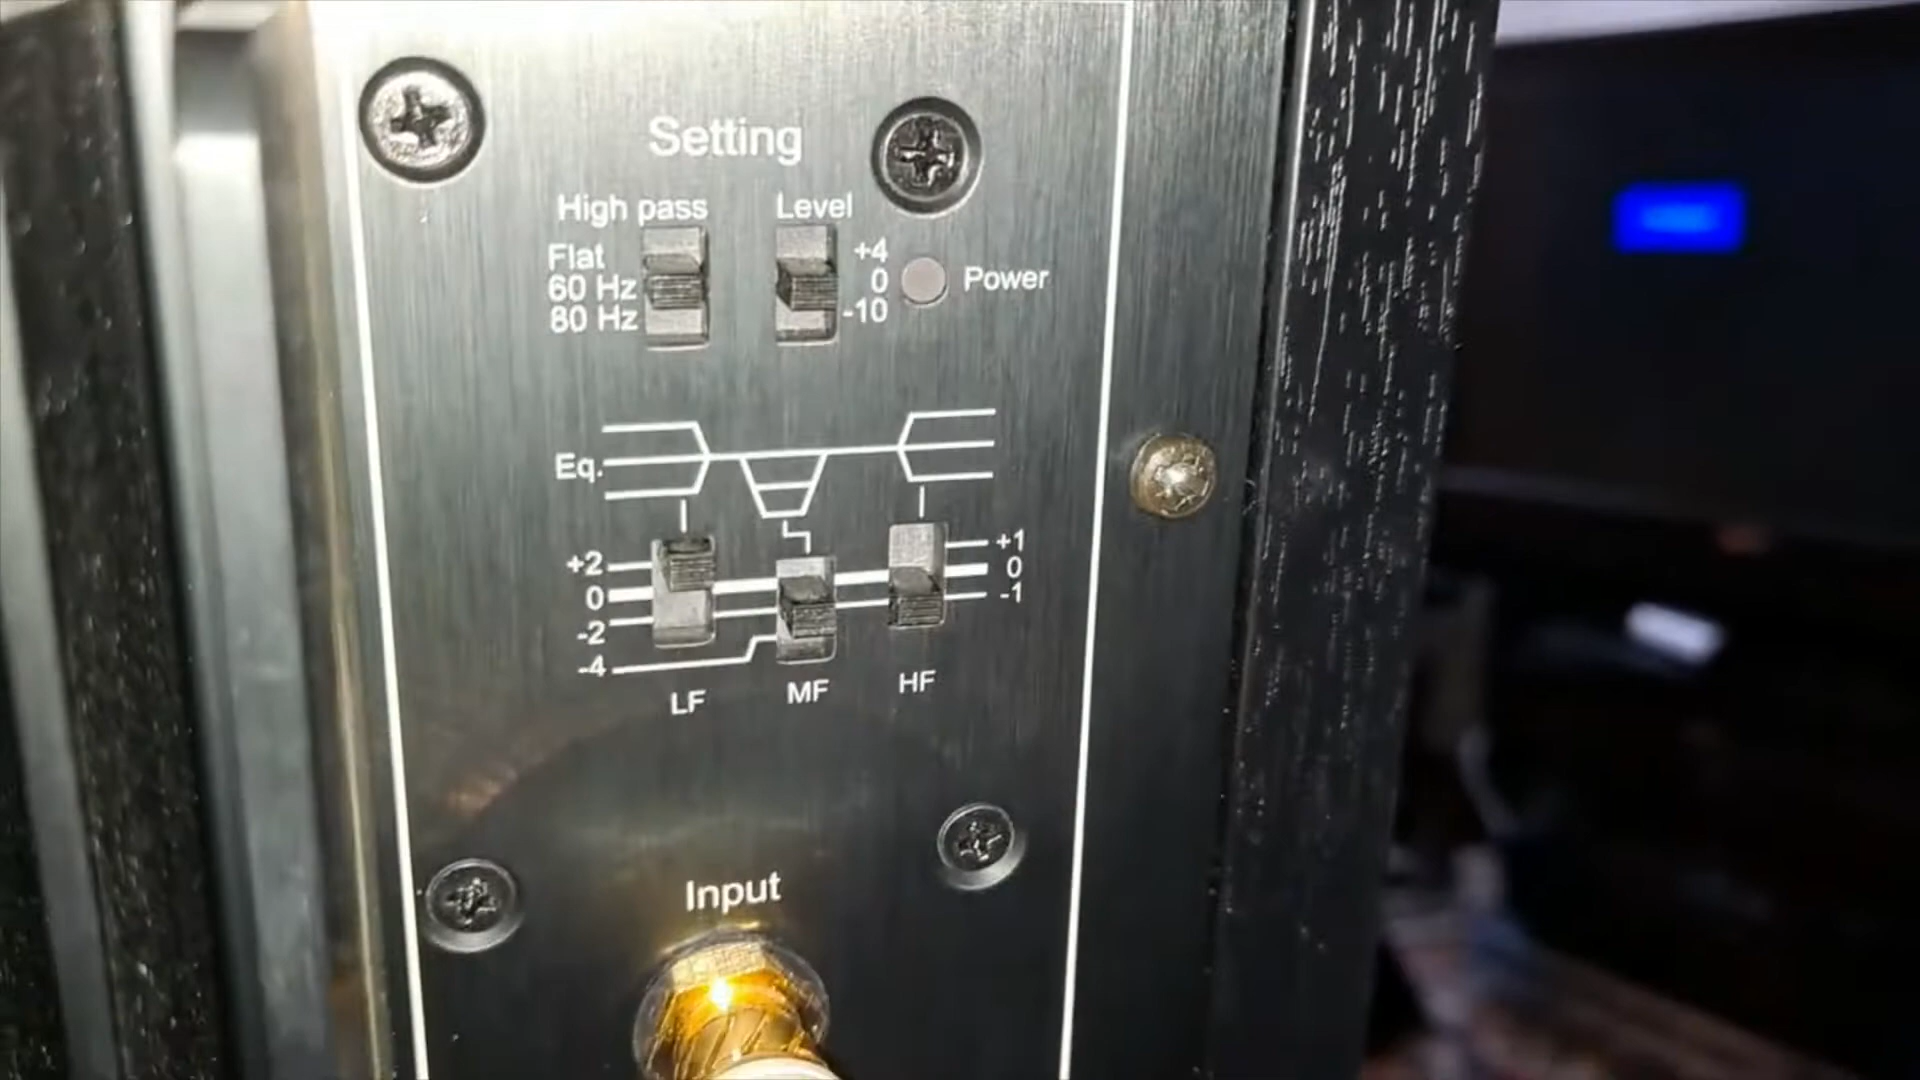 Setting
High pass
Level
Flat
60 Hz
80 Hz
+4
0
-10
Power
Eq.
+2
0
-2
-4
+1
0
-1
LF
MF
HF
Input